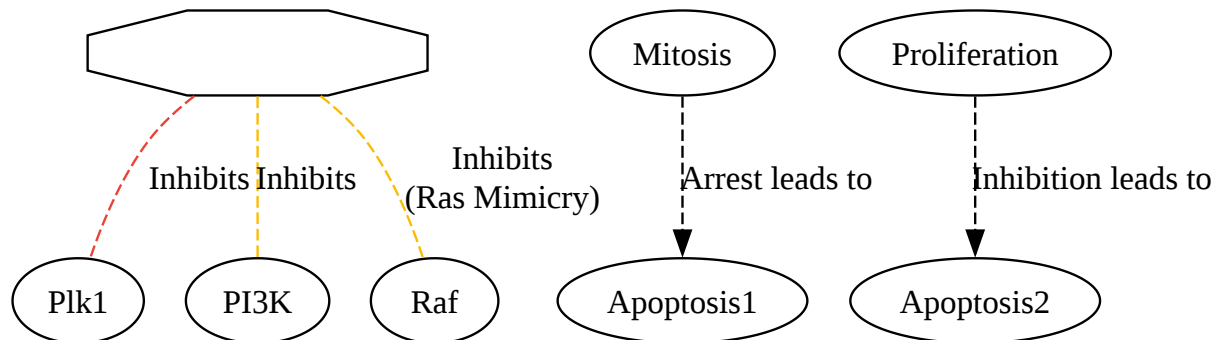 Mitosis
Proliferation
Inhibits
Inhibits
Inhibits
(Ras Mimicry)
Arrest leads to
Inhibition leads to
Plk1
PI3K
Raf
Apoptosis1
Apoptosis2